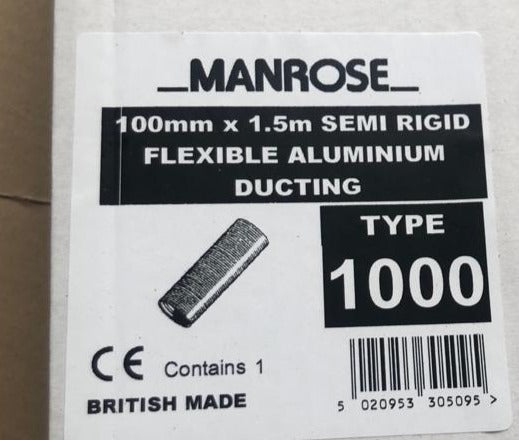 MANROSE
100mm x 1.5m SEMI RIGID
FLEXIBLE ALUMINIUM
DUCTING
TYPE
1000
CE Contains 1
BRITISH MADE
5 020953 305095 >